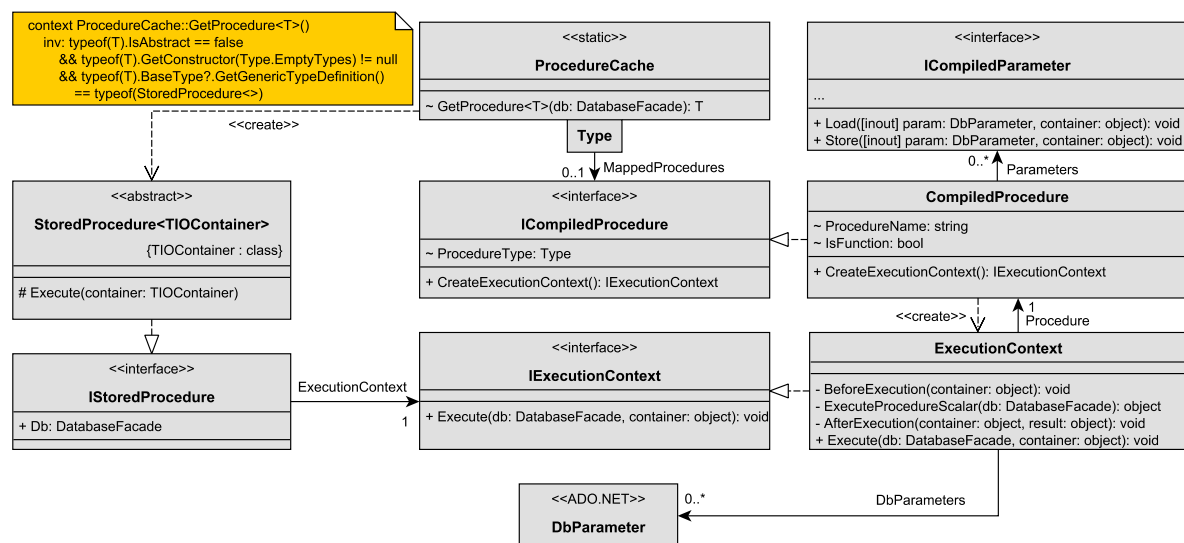 context ProcedureCache::GetProcedure<T>()
inv: typeof(T).IsAbstract == false
&& typeof(T).GetConstructor(Type.EmptyTypes) != null
&& typeof(T).BaseType?.GetGenericTypeDefinition()
== typeof(StoredProcedure<>)
<<static>>
ProcedureCache
~ GetProcedure<T>(db: DatabaseFacade): T
Type
<<interface>>
ICompiledParameter
...
+ Load([inout] param: DbParameter, container: object): void
+ Store([inout] param: DbParameter, container: object): void
<<create>>
0..1
MappedProcedures
0..*
Parameters
<<abstract>>
StoredProcedure<TIOContainer>
{TIOContainer : class}
# Execute(container: TIOContainer)
<<interface>>
ICompiledProcedure
~ ProcedureType: Type
+ CreateExecutionContext(): IExecutionContext
CompiledProcedure
~ ProcedureName: string
~ IsFunction: bool
+ CreateExecutionContext(): IExecutionContext
<<create>>
1
Procedure
<<interface>>
IStoredProcedure
+ Db: DatabaseFacade
ExecutionContext
1
<<interface>>
IExecutionContext
+ Execute(db: DatabaseFacade, container: object): void
ExecutionContext
- BeforeExecution(container: object): void
- ExecuteProcedureScalar(db: DatabaseFacade): object
- AfterExecution(container: object, result: object): void
+ Execute(db: DatabaseFacade, container: object): void
<<ADO.NET>>
DbParameter
0..*
DbParameters